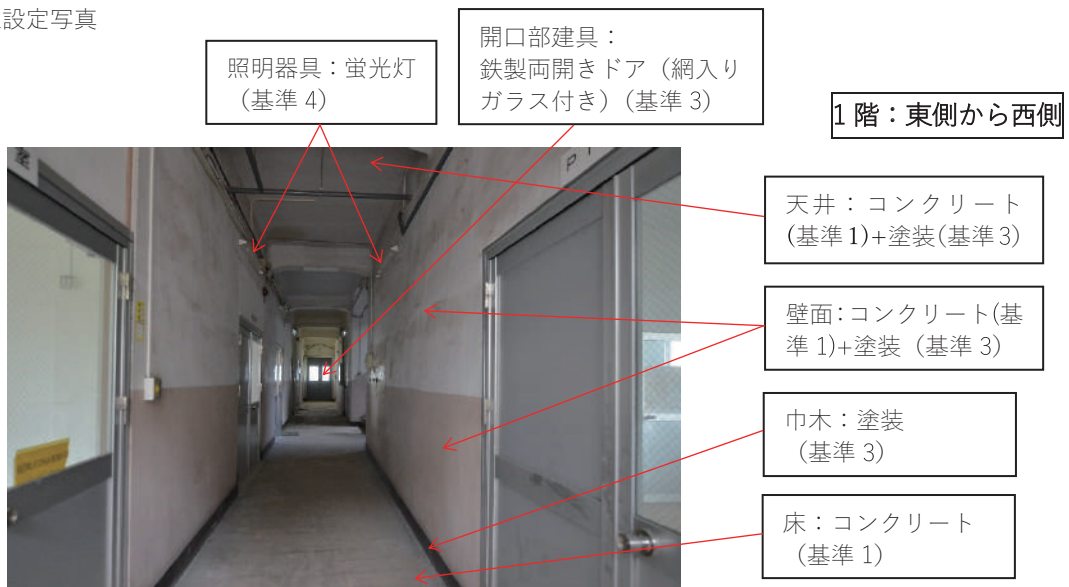 設定写真
照明器具：蛍光灯
（基準 4）
開口部建具：
鉄製両開きドア（網入り
ガラス付き）（基準 3）
1 階：東側から西側
天井：コンクリート
(基準 1)+塗装(基準 3）
壁面：コンクリート(基
準 1)+塗装（基準 3）
巾木：塗装
（基準 3）
床：コンクリート
（基準 1）
室